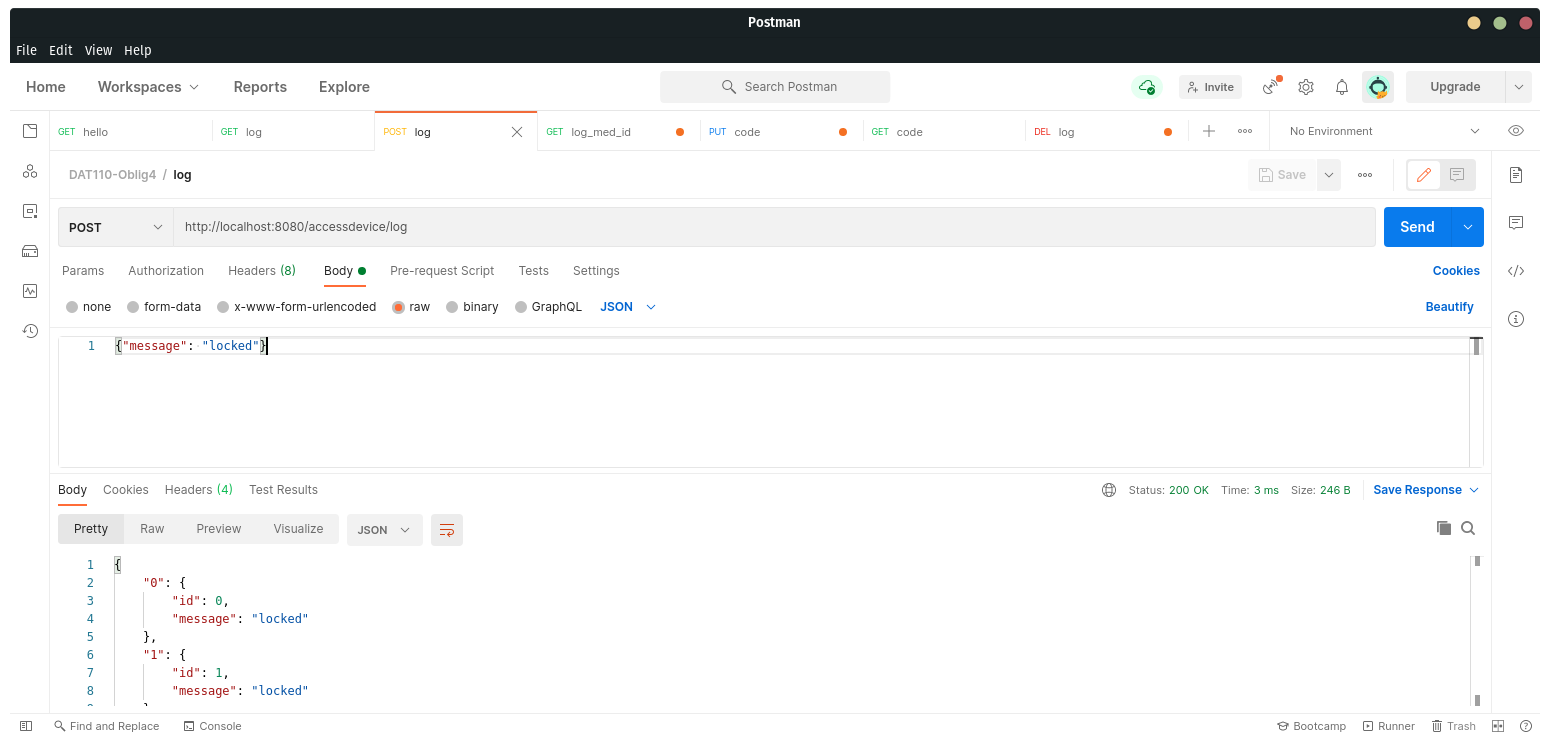 Postman
File Edit View Help
Home Workspaces Reports Explore Search Postman Invite Upgrade
GET hello GET log POST log GET log_med_id PUT code GET code DEL log No Environment
DAT110-Oblig4 / log Save
POST http://localhost:8080/accessdevice/log Send
Params Authorization Headers (8) Body Pre-request Script Tests Settings Cookies
none form-data x-www-form-urlencoded raw binary GraphQL JSON Beautify
1 {"message": "locked"}
Body Cookies Headers (4) Test Results Status: 200 OK Time: 3 ms Size: 246 B Save Response
Pretty Raw Preview Visualize JSON
1 {
2 "0": {
3 "id": 0,
4 "message": "locked"
5 },
6 "1": {
7 "id": 1,
8 "message": "locked"
Find and Replace Console Bootcamp Runner Trash